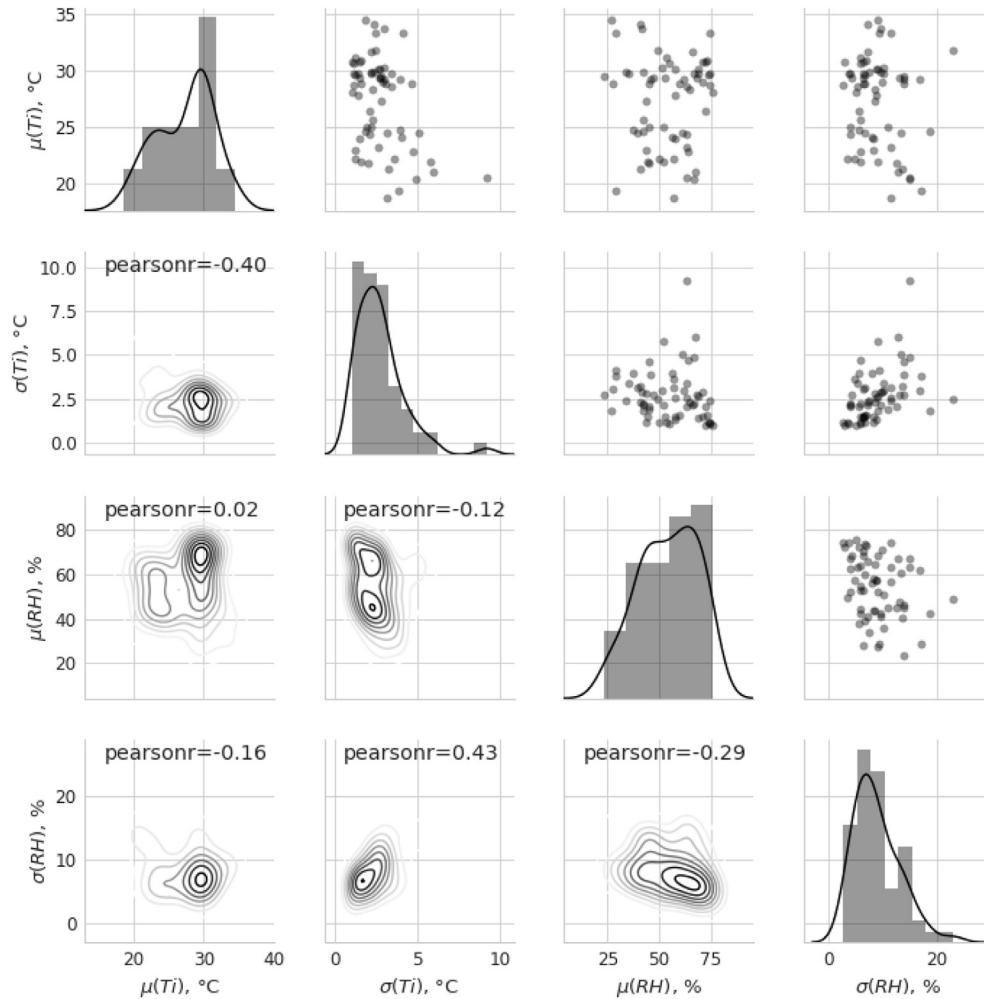 35
30
25
20
μ(Ti), °C
pearsonr=-0.40
10.0
7.5
5.0
2.5
0.0
σ(Ti), °C
pearsonr=0.02
pearsonr=-0.12
80
60
40
20
μ(RH), %
pearsonr=-0.16
pearsonr=0.43
pearsonr=-0.29
20
10
0
σ(RH), %
20 30 40
0 5 10
25 50 75
0 20
μ(Ti), °C
σ(Ti), °C
μ(RH), %
σ(RH), %